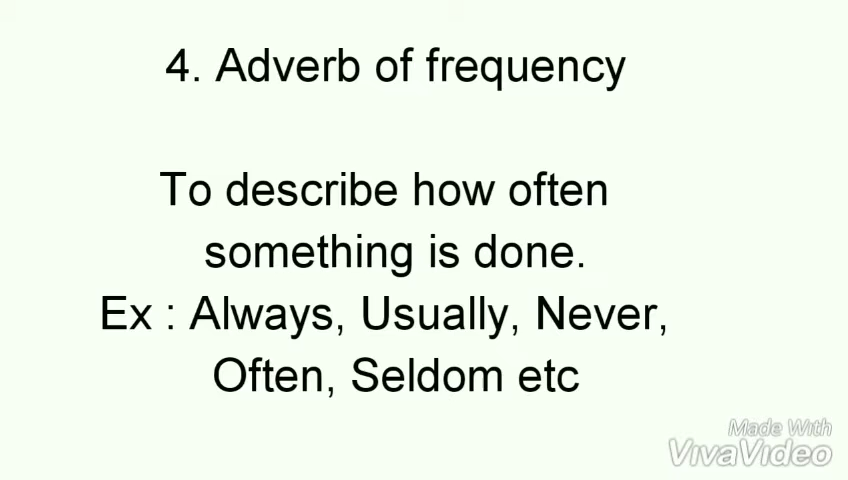 4. Adverb of frequency
To describe how often
something is done.
Ex : Always, Usually, Never,
Often, Seldom etc
Made With
VivaVideo